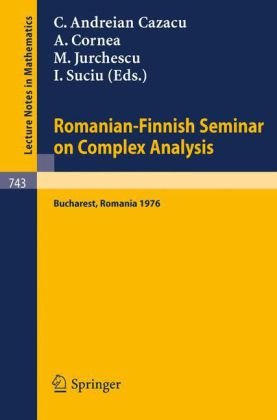 Lecture Notes in Mathematics
743
C. Andreian Cazacu
A. Cornea
M. Jurchescu
I. Suciu (Eds.)
Romanian-Finnish Seminar
on Complex Analysis
Bucharest, Romania 1976
Springer